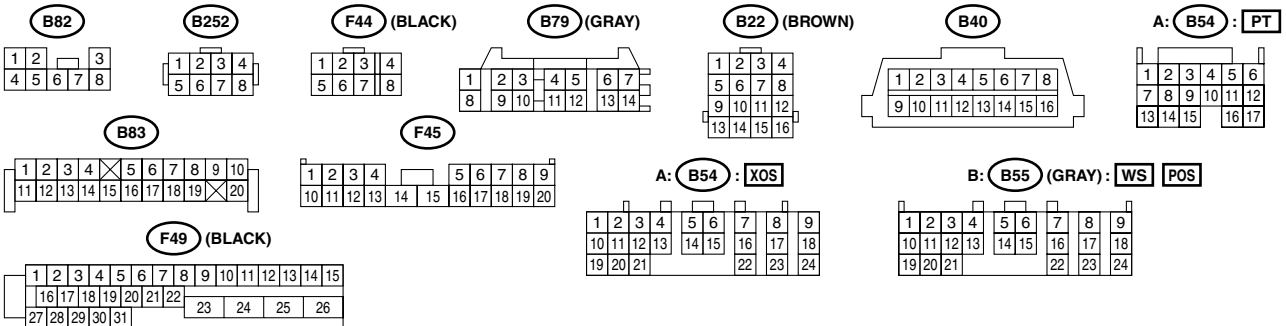 B82
1 2 3
4 5 6 7 8
B252
1 2 3 4
5 6 7 8
F44 (BLACK)
1 2 3 4
5 6 7 8
B79 (GRAY)
1 2 3 4 5 6 7
8 9 10 11 12 13 14
B22 (BROWN)
1 2 3 4
5 6 7 8
9 10 11 12
13 14 15 16
B40
1 2 3 4 5 6 7 8
9 10 11 12 13 14 15 16
A: B54 : PT
1 2 3 4 5 6
7 8 9 10 11 12
13 14 15 16 17
B83
1 2 3 4 5 6 7 8 9 10
11 12 13 14 15 16 17 18 19 20
F45
1 2 3 4 5 6 7 8 9
10 11 12 13 14 15 16 17 18 19 20
A: B54 : XOS
1 2 3 4 5 6 7 8 9
10 11 12 13 14 15 16 17 18
19 20 21 22 23 24
B: B55 (GRAY) : WS POS
1 2 3 4 5 6 7 8 9
10 11 12 13 14 15 16 17 18
19 20 21 22 23 24
F49 (BLACK)
1 2 3 4 5 6 7 8 9 10 11 12 13 14 15
16 17 18 19 20 21 22 23 24 25 26
27 28 29 30 31